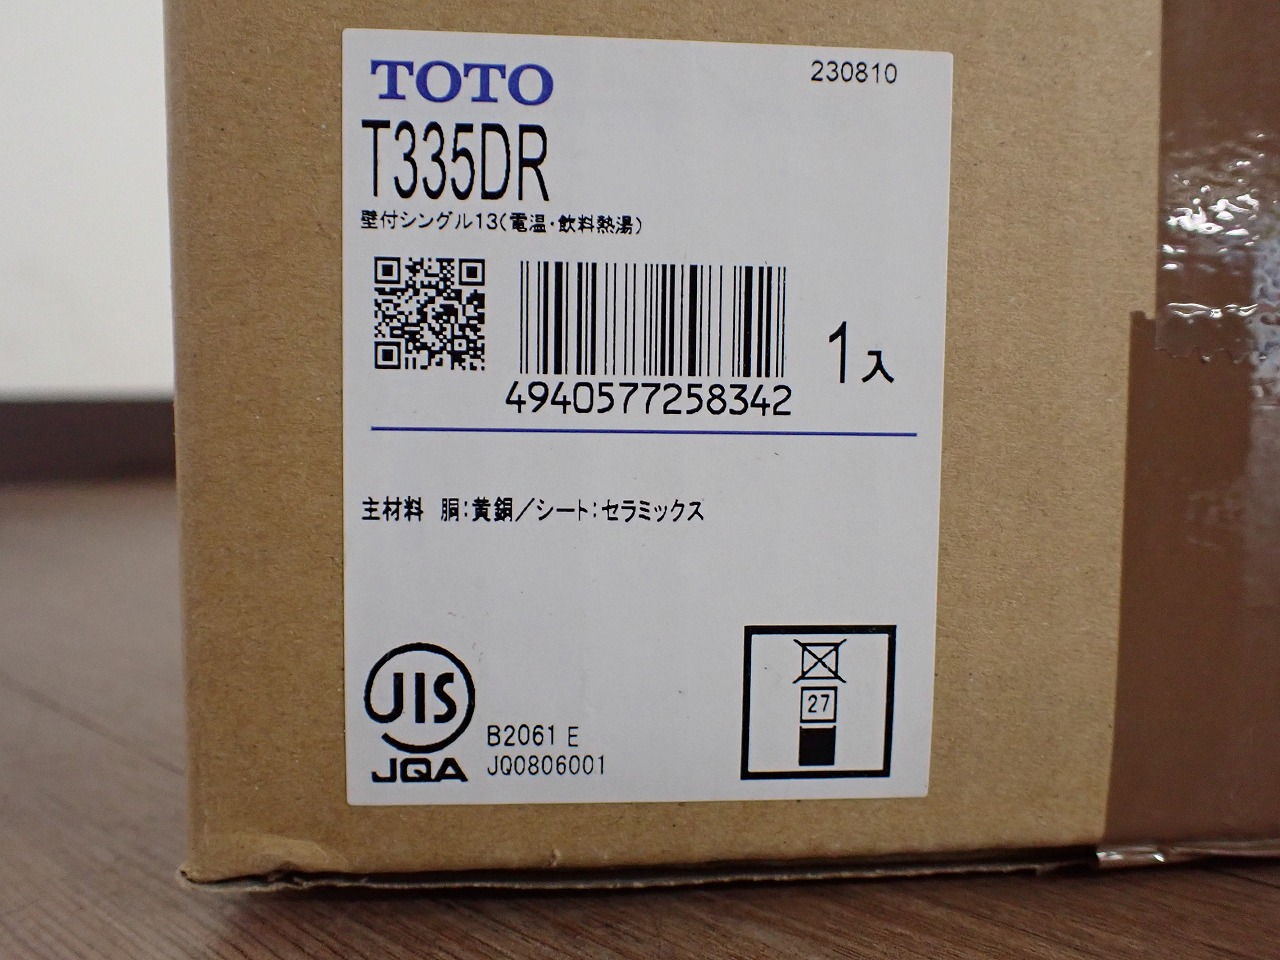 TOTO
230810
T335DR
壁付シングル13(電温・飲料熱湯)
4940577258342
1入
主材料 胴:黄銅/シート:セラミックス
JIS
B2061 E
JQA
JQ0806001
27